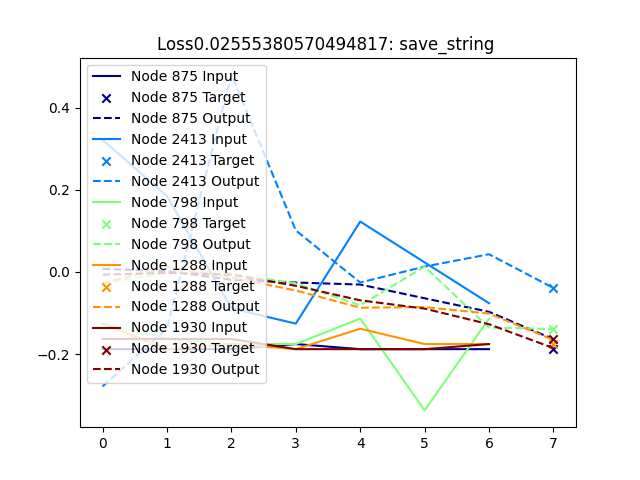 Loss0.02555380570494817: save_string
Node 875 Input
Node 875 Target
Node 875 Output
Node 2413 Input
Node 2413 Target
Node 2413 Output
Node 798 Input
Node 798 Target
Node 798 Output
Node 1288 Input
Node 1288 Target
Node 1288 Output
Node 1930 Input
Node 1930 Target
Node 1930 Output
0.4
0.2
0.0
−0.2
0 1 2 3 4 5 6 7